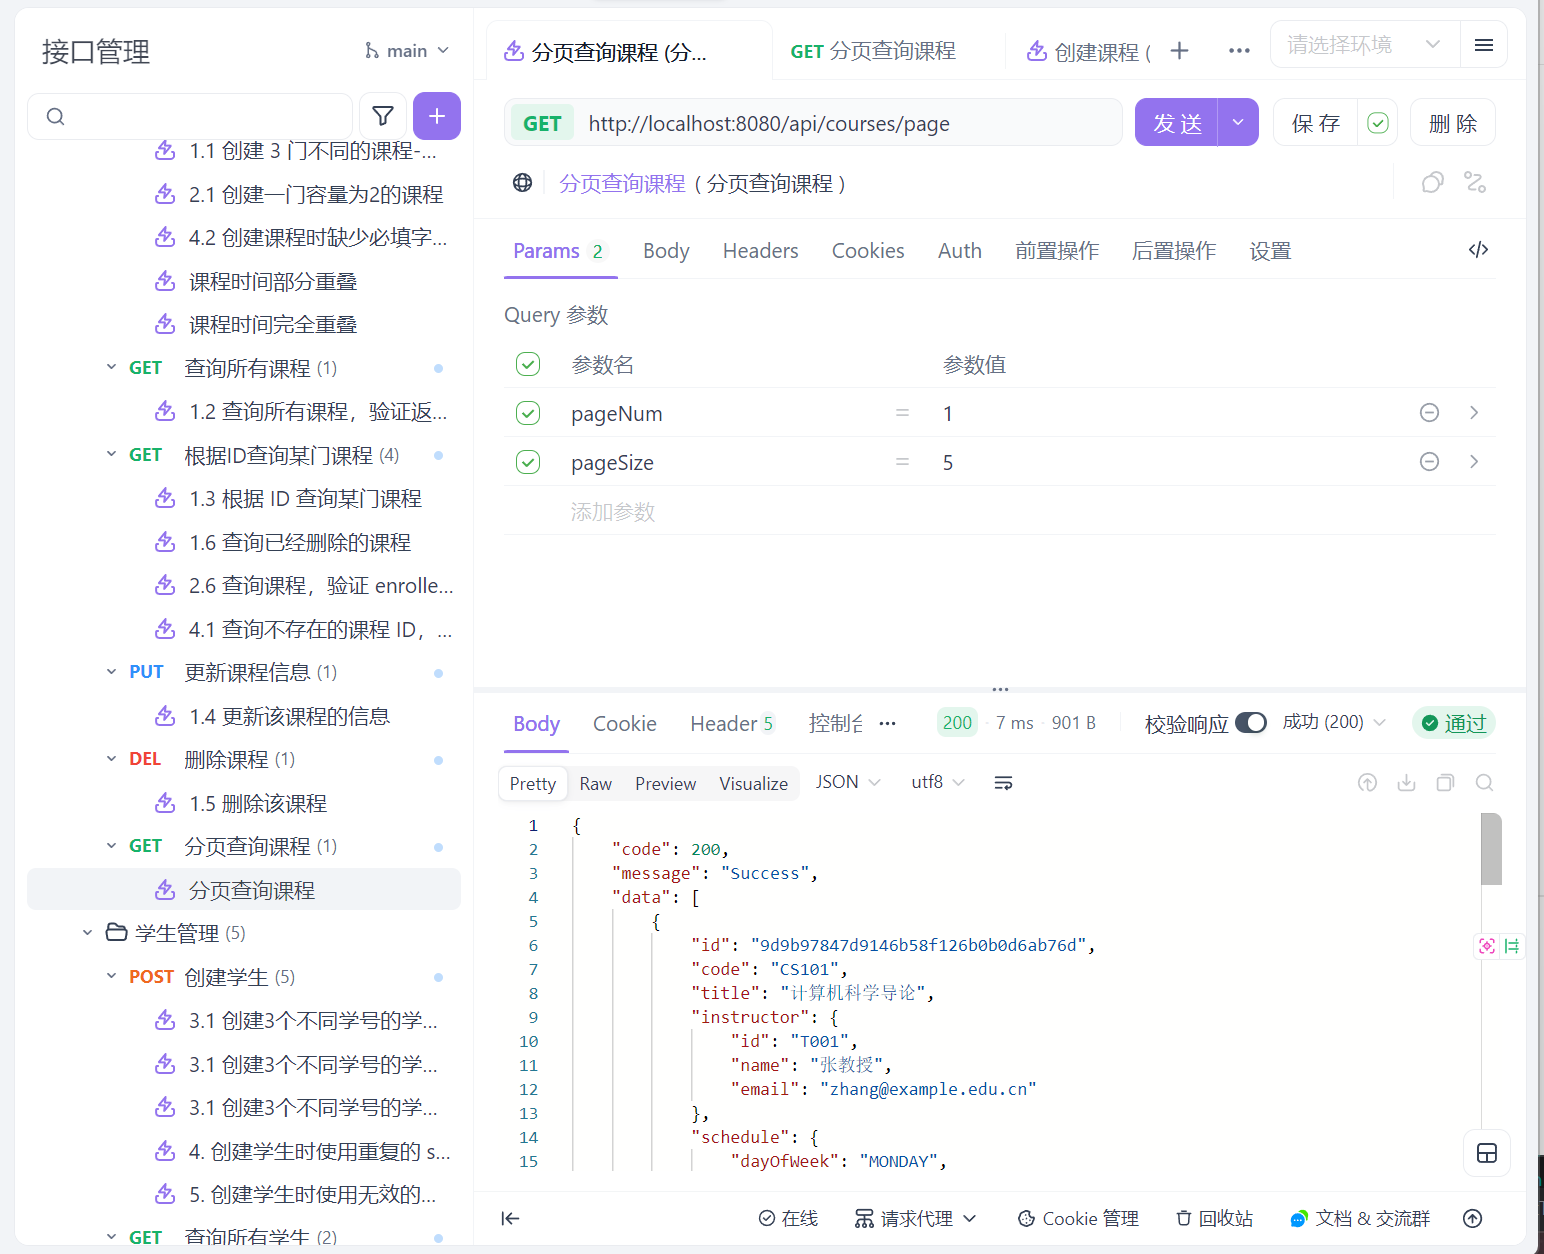 接口管理
main
1.1 创建 3 门不同的课程-...
2.1 创建一门容量为2的课程
4.2 创建课程时缺少必填字...
课程时间部分重叠
课程时间完全重叠
GET 查询所有课程 (1)
1.2 查询所有课程，验证返...
GET 根据ID查询某门课程 (4)
1.3 根据 ID 查询某门课程
1.6 查询已经删除的课程
2.6 查询课程，验证 enrolle...
4.1 查询不存在的课程 ID，...
PUT 更新课程信息 (1)
1.4 更新该课程的信息
DEL 删除课程 (1)
1.5 删除该课程
GET 分页查询课程 (1)
分页查询课程
学生管理 (5)
POST 创建学生 (5)
3.1 创建3个不同学号的学...
3.1 创建3个不同学号的学...
3.1 创建3个不同学号的学...
4. 创建学生时使用重复的 s...
5. 创建学生时使用无效的...
GET 查询所有学生 (2)
分页查询课程 (分...
GET 分页查询课程
创建课程 (
请选择环境
GET http://localhost:8080/api/courses/page
发 送
保 存
删 除
分页查询课程 ( 分页查询课程 )
Params 2 Body Headers Cookies Auth 前置操作 后置操作 设置
Query 参数
参数名 参数值
pageNum = 1
pageSize = 5
添加参数
Body Cookie Header 5 控制台 ... 200 · 7 ms · 901 B 校验响应 成功 (200) 通过
Pretty Raw Preview Visualize JSON utf8
1 {
2 "code": 200,
3 "message": "Success",
4 "data": [
5 {
6 "id": "9d9b97847d9146b58f126b0b0d6ab76d",
7 "code": "CS101",
8 "title": "计算机科学导论",
9 "instructor": {
10 "id": "T001",
11 "name": "张教授",
12 "email": "zhang@example.edu.cn"
13 },
14 "schedule": {
15 "dayOfWeek": "MONDAY",
在线 请求代理 Cookie 管理 回收站 文档 & 交流群